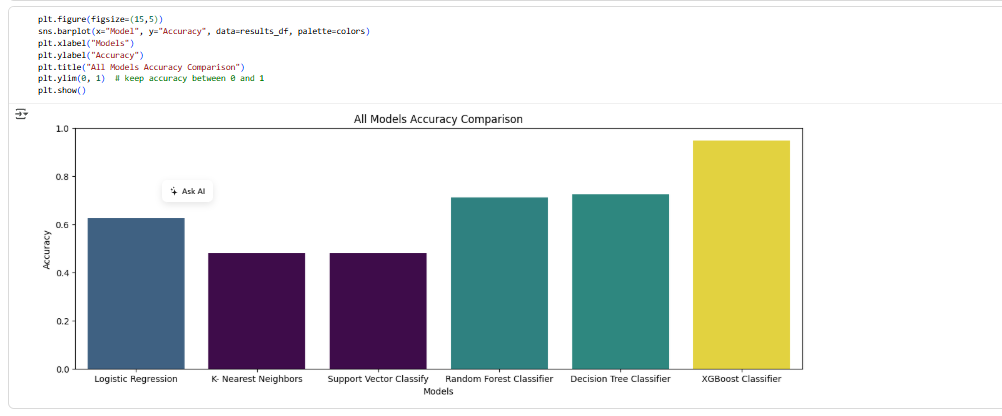 plt.figure(figsize=(15,5))
sns.barplot(x="Model", y="Accuracy", data=results_df, palette=colors)
plt.xlabel("Models")
plt.ylabel("Accuracy")
plt.title("All Models Accuracy Comparison")
plt.ylim(0, 1)  # keep accuracy between 0 and 1
plt.show()
All Models Accuracy Comparison
1.0
0.8
Ask AI
0.6
Accuracy
0.4
0.2
0.0
Logistic Regression K- Nearest Neighbors Support Vector Classify Random Forest Classifier Decision Tree Classifier XGBoost Classifier
Models